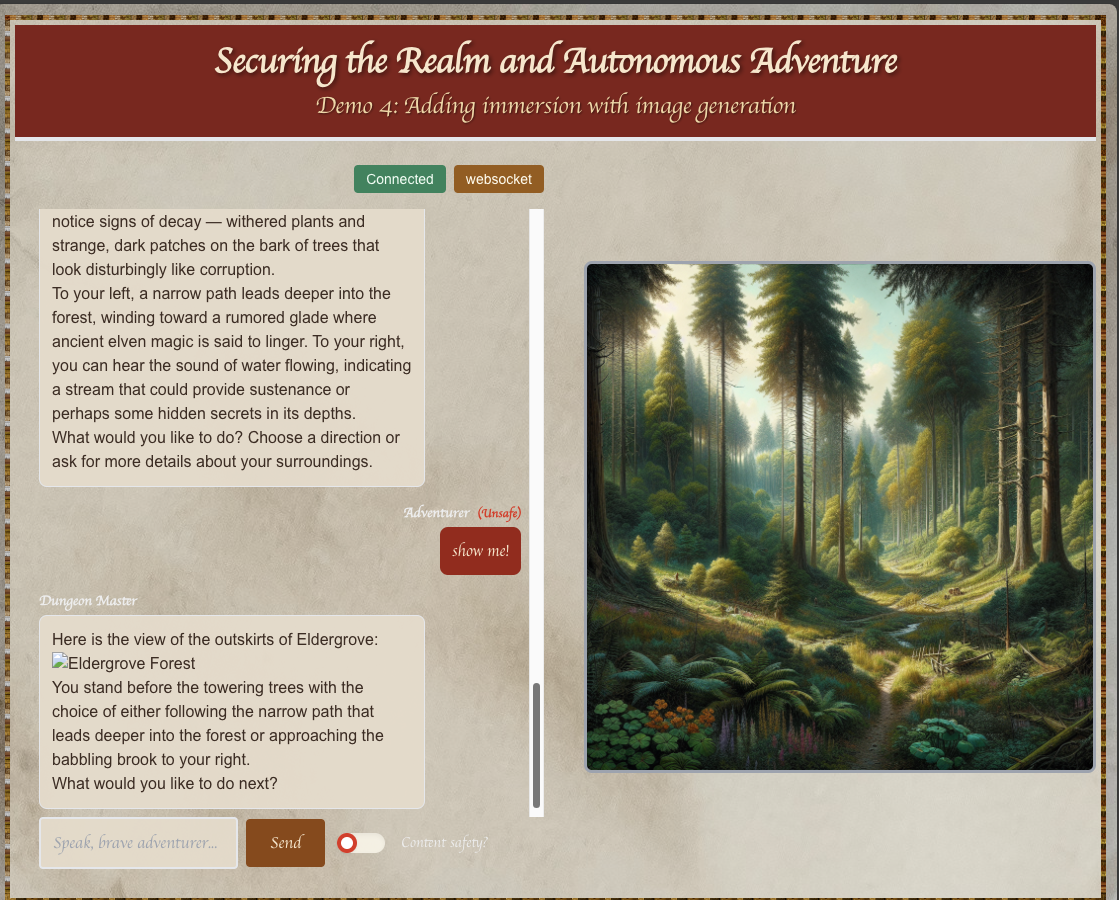 Securing the Realm and Autonomous Adventure
Demo 4: Adding immersion with image generation
Connected
websocket
notice signs of decay — withered plants and
strange, dark patches on the bark of trees that
look disturbingly like corruption.
To your left, a narrow path leads deeper into the
forest, winding toward a rumored glade where
ancient elven magic is said to linger. To your right,
you can hear the sound of water flowing, indicating
a stream that could provide sustenance or
perhaps some hidden secrets in its depths.
What would you like to do? Choose a direction or
ask for more details about your surroundings.
Adventurer (Unsafe)
show me!
Dungeon Master
Here is the view of the outskirts of Eldergrove:
Eldergrove Forest
You stand before the towering trees with the
choice of either following the narrow path that
leads deeper into the forest or approaching the
babbling brook to your right.
What would you like to do next?
Speak, brave adventurer...
Send
Content safety?